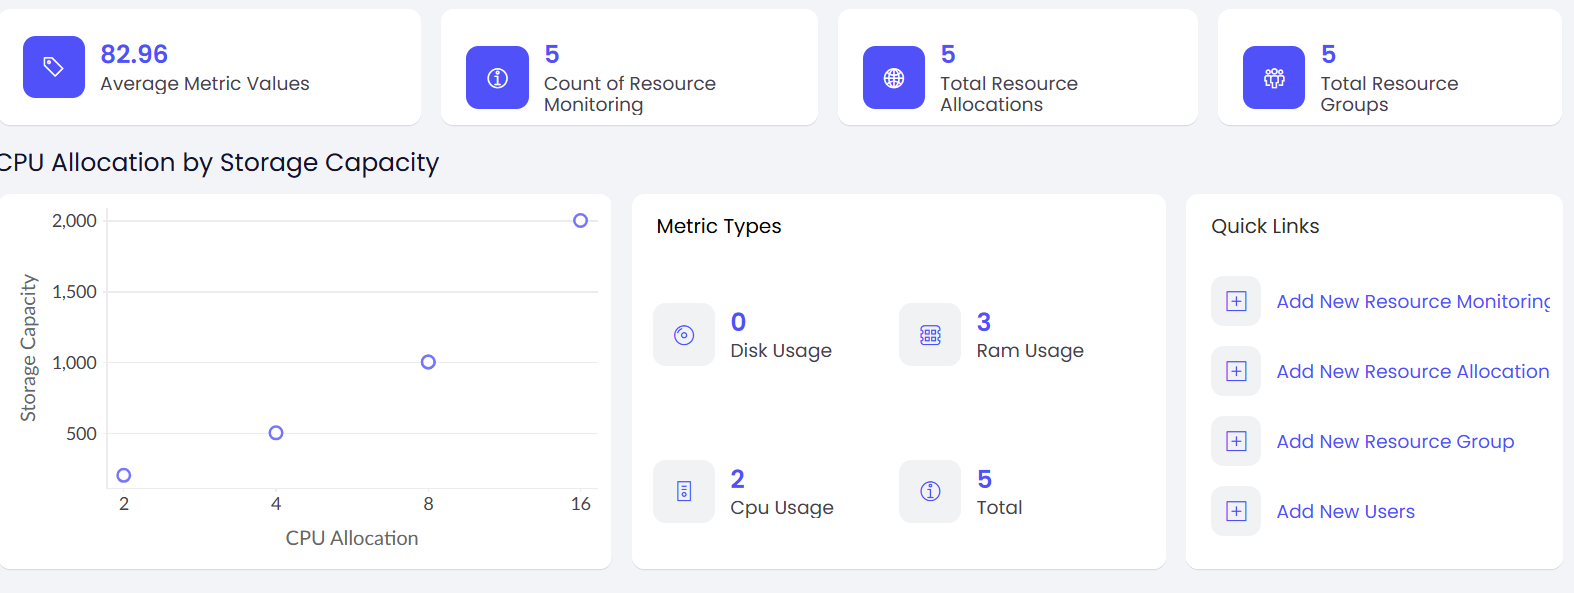 82.96
Average Metric Values
5
Count of Resource
Monitoring
5
Total Resource
Allocations
5
Total Resource
Groups
CPU Allocation by Storage Capacity
2,000
1,500
1,000
500
Storage Capacity
2 4 8 16
CPU Allocation
Metric Types
0
Disk Usage
3
Ram Usage
2
Cpu Usage
5
Total
Quick Links
Add New Resource Monitoring
Add New Resource Allocation
Add New Resource Group
Add New Users